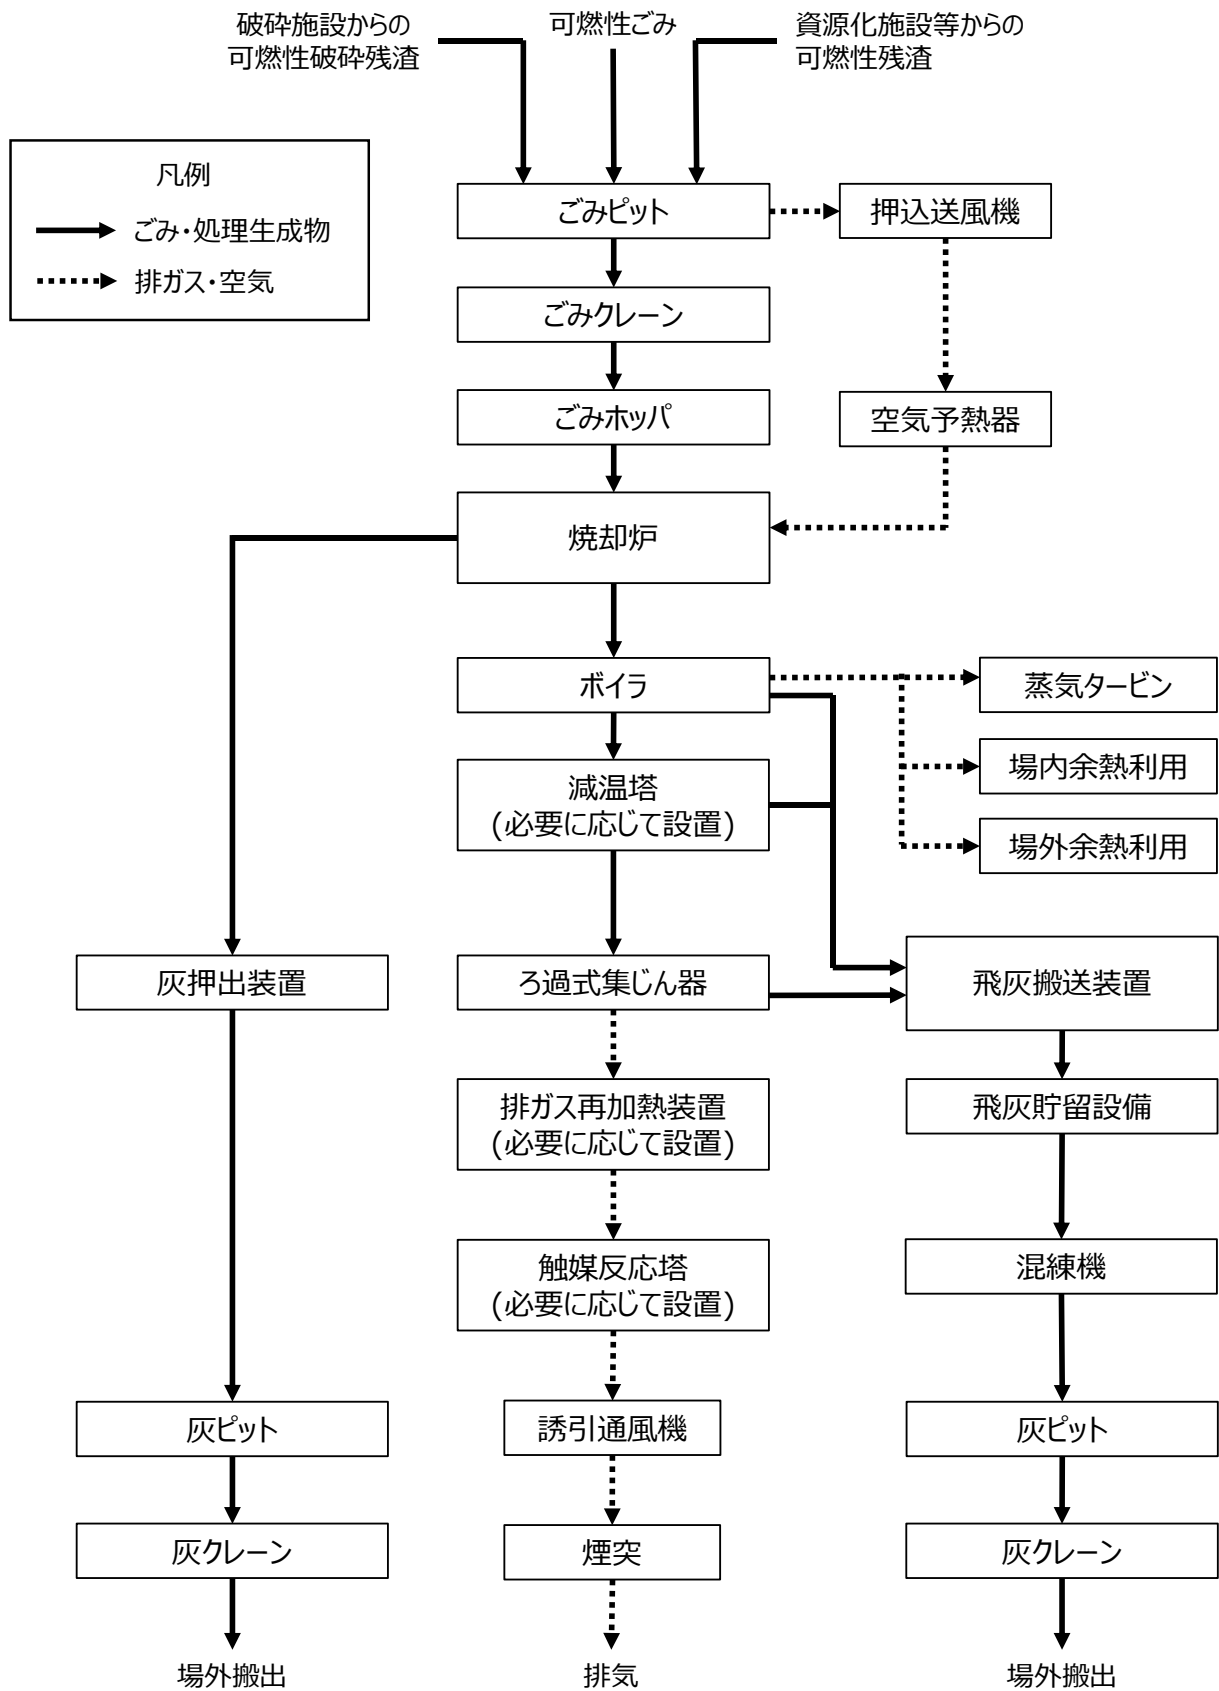 破砕施設からの
可燃性破砕残渣
可燃性ごみ
資源化施設等からの
可燃性残渣
凡例
ごみ・処理生成物
排ガス・空気
ごみピット
押込送風機
ごみクレーン
ごみホッパ
空気予熱器
焼却炉
ボイラ
蒸気タービン
減温塔
(必要に応じて設置)
場内余熱利用
場外余熱利用
灰押出装置
ろ過式集じん器
飛灰搬送装置
排ガス再加熱装置
(必要に応じて設置)
飛灰貯留設備
触媒反応塔
(必要に応じて設置)
混練機
灰ピット
誘引通風機
灰ピット
灰クレーン
煙突
灰クレーン
場外搬出
排気
場外搬出